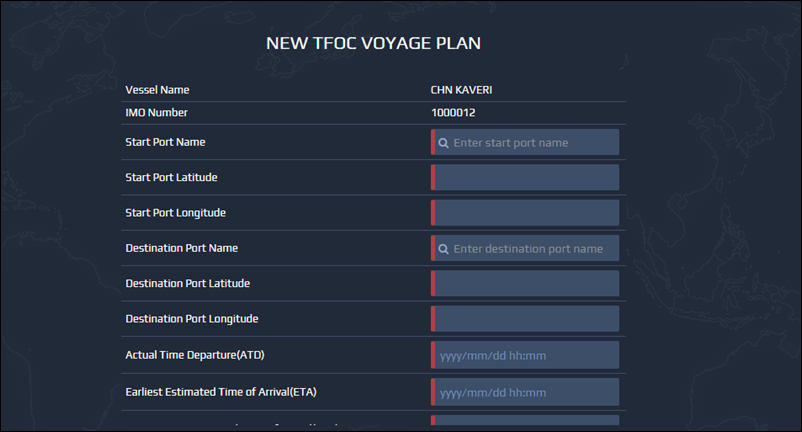 NEW TFOC VOYAGE PLAN
Vessel Name CHN KAVERI
IMO Number 1000012
Start Port Name Enter start port name
Start Port Latitude
Start Port Longitude
Destination Port Name Enter destination port name
Destination Port Latitude
Destination Port Longitude
Actual Time Departure(ATD) yyyy/mm/dd hh:mm
Earliest Estimated Time of Arrival(ETA) yyyy/mm/dd hh:mm